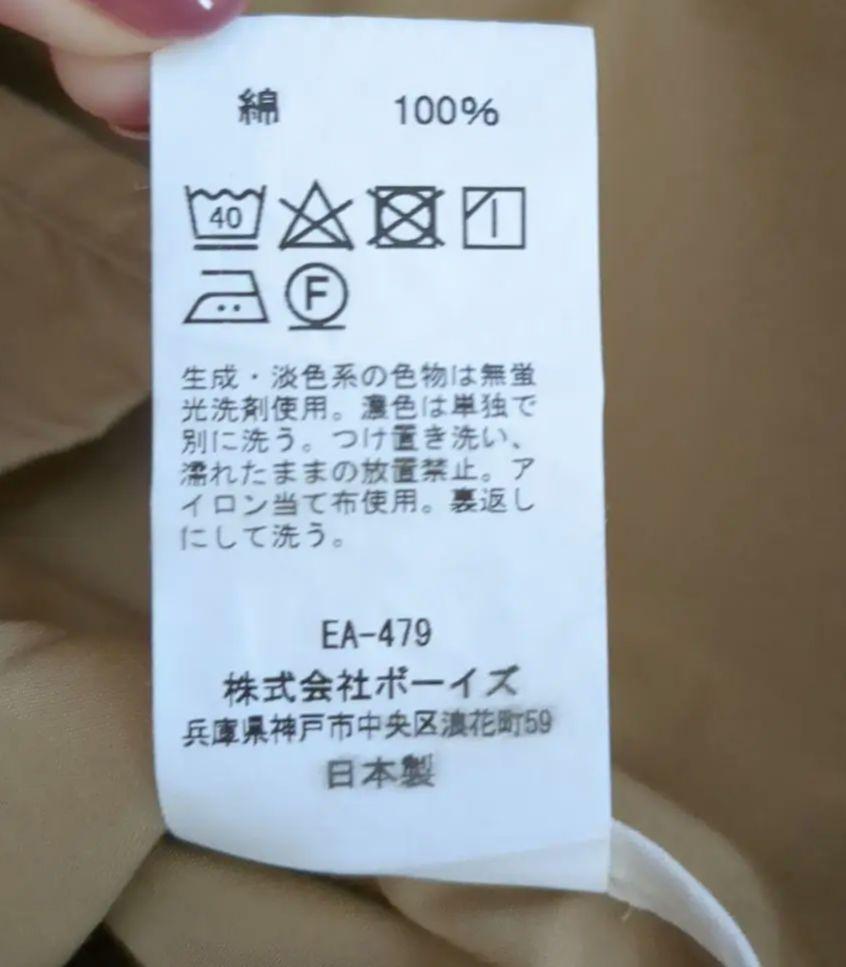 綿 100%
40
F
生成・淡色系の色物は無蛍
光洗剤使用。濃色は単独で
別に洗う。つけ置き洗い、
濡れたままの放置禁止。ア
イロン当て布使用。裏返し
にして洗う。
EA-479
株式会社ボーイズ
兵庫県神戸市中央区浪花町59
日本製